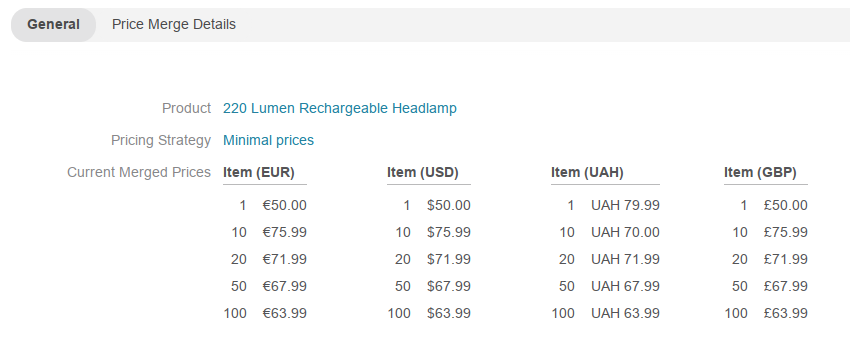 General Price Merge Details
Product 220 Lumen Rechargeable Headlamp
Pricing Strategy Minimal prices
Current Merged Prices Item (EUR) Item (USD) Item (UAH) Item (GBP)
1 €50.00 1 $50.00 1 UAH 79.99 1 £50.00
10 €75.99 10 $75.99 10 UAH 70.00 10 £75.99
20 €71.99 20 $71.99 20 UAH 71.99 20 £71.99
50 €67.99 50 $67.99 50 UAH 67.99 50 £67.99
100 €63.99 100 $63.99 100 UAH 63.99 100 £63.99